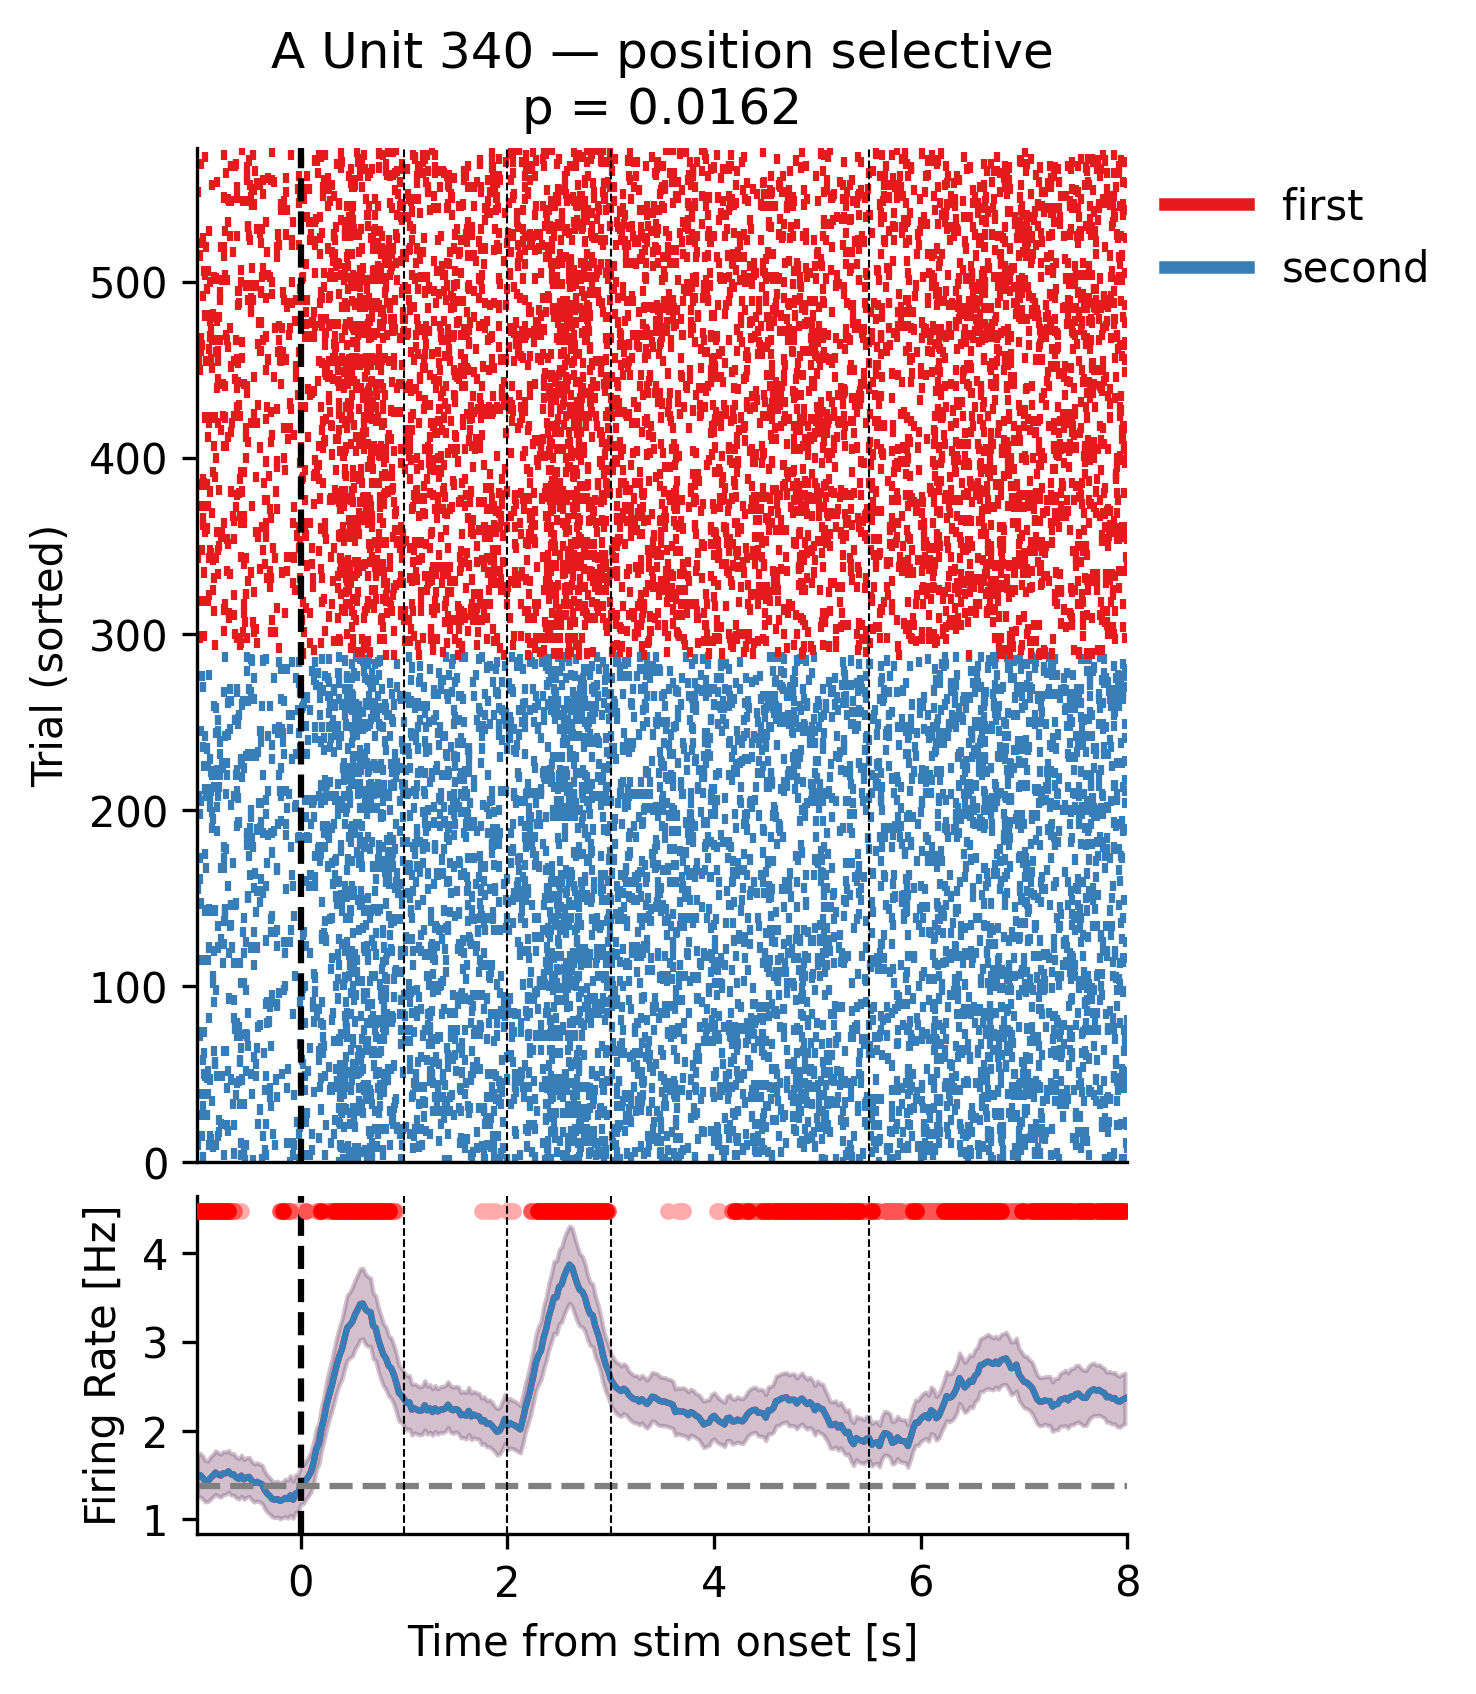 A Unit 340 — position selective
p = 0.0162
first
second
Trial (sorted)
500
400
300
200
100
0
Firing Rate [Hz]
4
3
2
1
0 2 4 6 8
Time from stim onset [s]